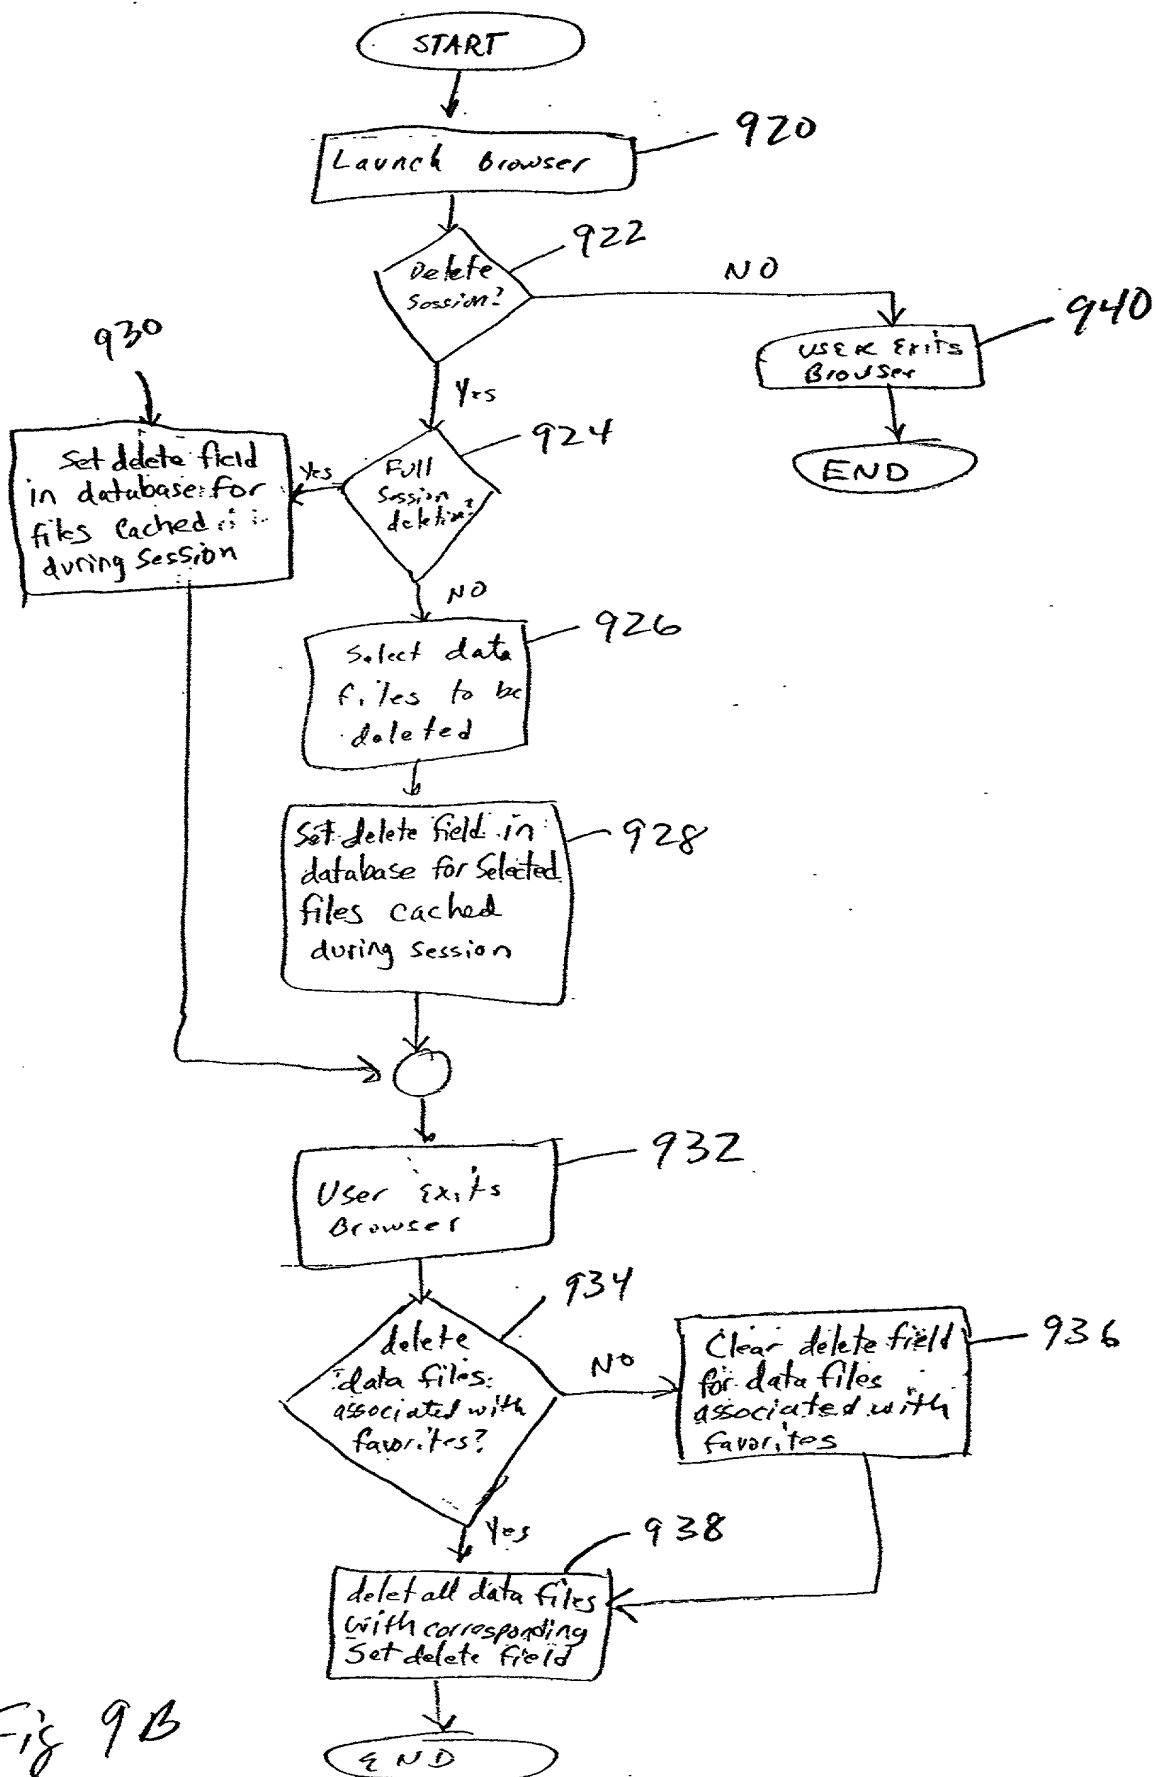 START
920
Launch Browser
922
Delete
Session?
NO
940
User Exits
Browser
END
Yes
930
924
Full
Session
deletion?
Yes
Set delete field
in database for
files Cached
during Session
NO
926
Select data
files to be
deleted
928
Set delete field in
database for Selected
files cached
during session
932
User Exits
Browser
934
delete
data files
associated with
favorites?
NO
936
Clear delete field
for data files
associated with
favorites
Yes
938
delet all data files
with corresponding
Set delete field
END
Fig 9B